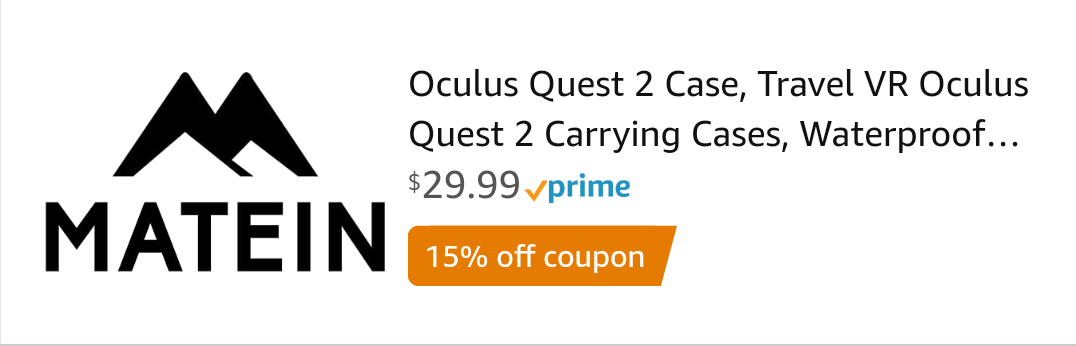 MATEIN
Oculus Quest 2 Case, Travel VR Oculus
Quest 2 Carrying Cases, Waterproof…
$29.99 prime
15% off coupon